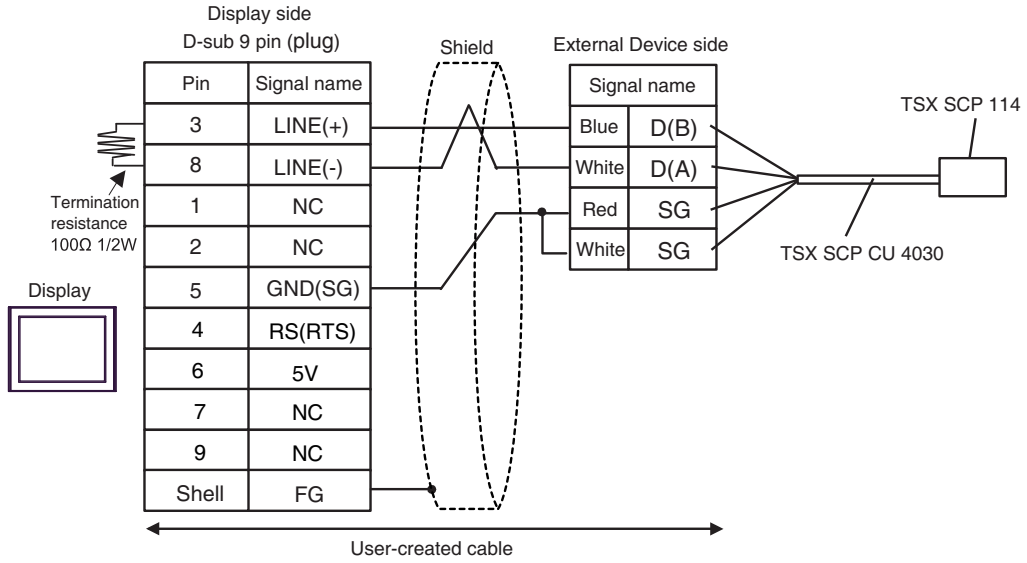 Display side
D-sub 9 pin (plug)
Shield
External Device side
Pin Signal name
Signal name
TSX SCP 114
3 LINE(+)
Blue D(B)
8 LINE(-)
White D(A)
Termination
resistance
100Ω 1/2W
1 NC
Red SG
2 NC
White SG
TSX SCP CU 4030
Display
5 GND(SG)
4 RS(RTS)
6 5V
7 NC
9 NC
Shell FG
User-created cable